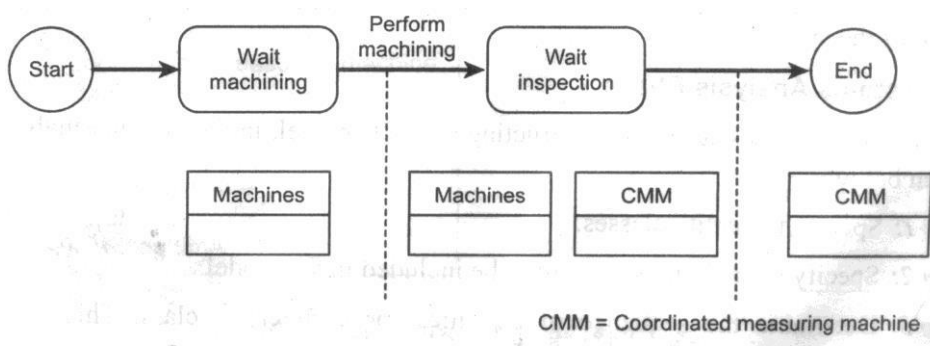 Perform
machining
Start
Wait
machining
Wait
inspection
End
Machines
Machines
CMM
CMM
CMM = Coordinated measuring machine